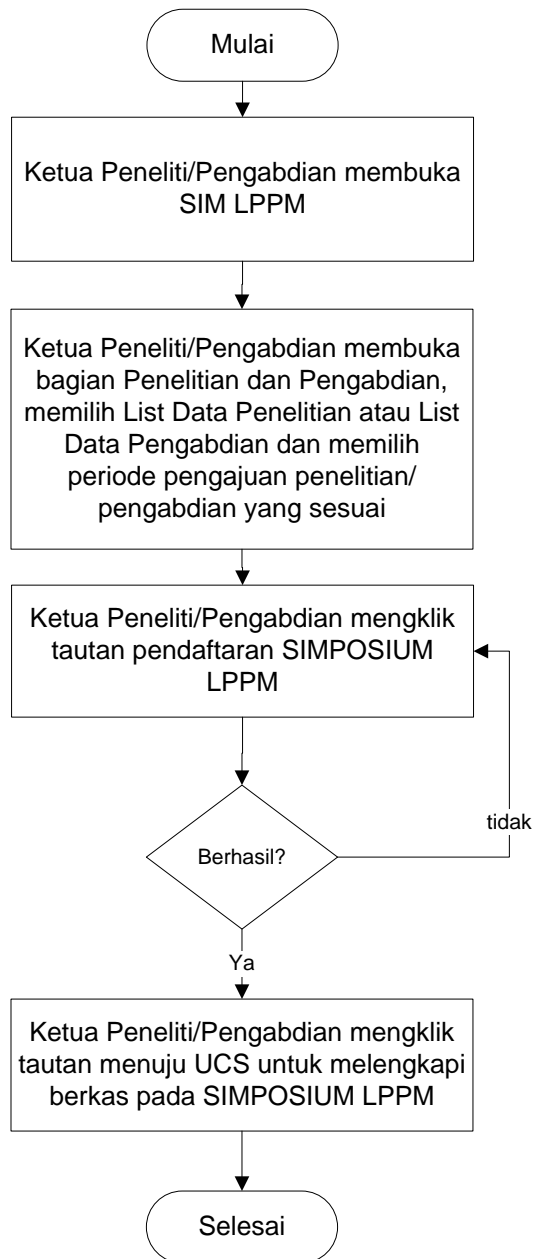 Mulai
Ketua Peneliti/Pengabdian membuka
SIM LPPM
Ketua Peneliti/Pengabdian membuka
bagian Penelitian dan Pengabdian,
memilih List Data Penelitian atau List
Data Pengabdian dan memilih
periode pengajuan penelitian/
pengabdian yang sesuai
Ketua Peneliti/Pengabdian mengklik
tautan pendaftaran SIMPOSIUM
LPPM
tidak
Berhasil?
Ya
Ketua Peneliti/Pengabdian mengklik
tautan menuju UCS untuk melengkapi
berkas pada SIMPOSIUM LPPM
Selesai